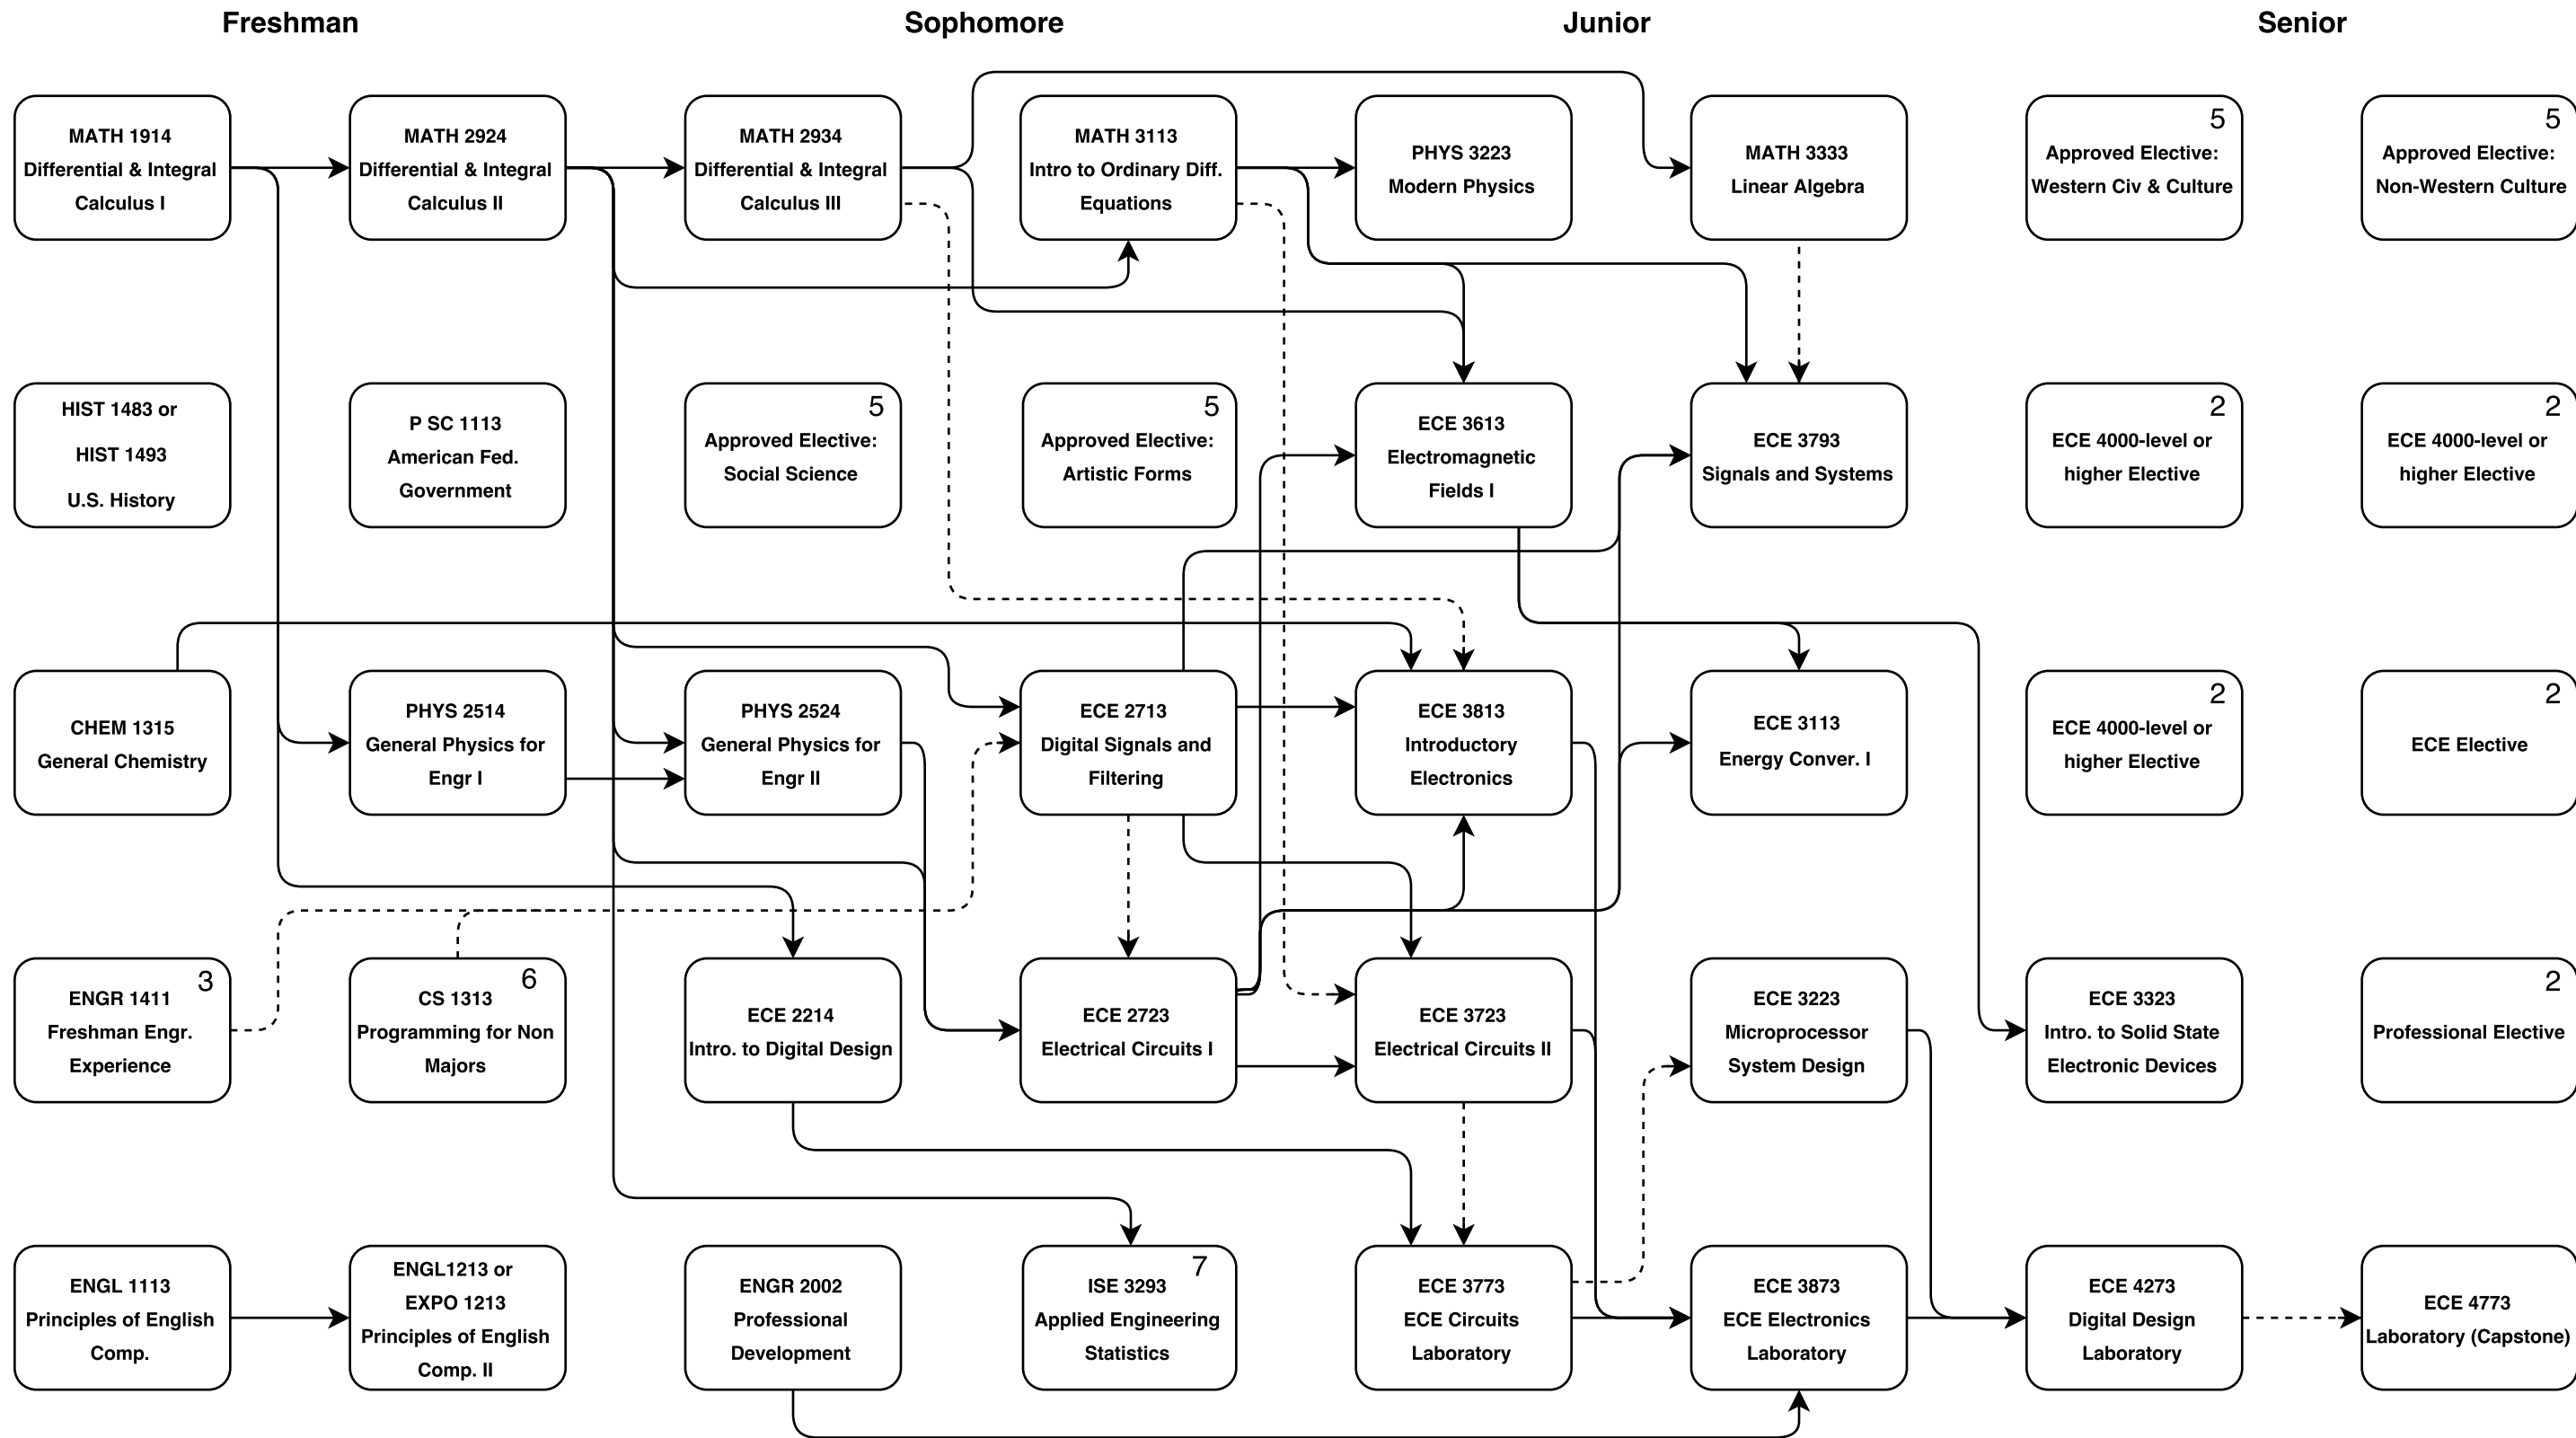 Freshman
Sophomore
Junior
Senior
MATH 1914
Differential & Integral
Calculus I
MATH 2924
Differential & Integral
Calculus II
MATH 2934
Differential & Integral
Calculus III
MATH 3113
Intro to Ordinary Diff.
Equations
PHYS 3223
Modern Physics
MATH 3333
Linear Algebra
5
Approved Elective:
Western Civ & Culture
5
Approved Elective:
Non-Western Culture
HIST 1483 or
HIST 1493
U.S. History
P SC 1113
American Fed.
Government
5
Approved Elective:
Social Science
5
Approved Elective:
Artistic Forms
ECE 3613
Electromagnetic
Fields I
ECE 3793
Signals and Systems
2
ECE 4000-level or
higher Elective
2
ECE 4000-level or
higher Elective
CHEM 1315
General Chemistry
PHYS 2514
General Physics for
Engr I
PHYS 2524
General Physics for
Engr II
ECE 2713
Digital Signals and
Filtering
ECE 3813
Introductory
Electronics
ECE 3113
Energy Conver. I
2
ECE 4000-level or
higher Elective
2
ECE Elective
3
ENGR 1411
Freshman Engr.
Experience
6
CS 1313
Programming for Non
Majors
ECE 2214
Intro. to Digital Design
ECE 2723
Electrical Circuits I
ECE 3723
Electrical Circuits II
ECE 3223
Microprocessor
System Design
ECE 3323
Intro. to Solid State
Electronic Devices
2
Professional Elective
ENGL 1113
Principles of English
Comp.
ENGL1213 or
EXPO 1213
Principles of English
Comp. II
ENGR 2002
Professional
Development
7
ISE 3293
Applied Engineering
Statistics
ECE 3773
ECE Circuits
Laboratory
ECE 3873
ECE Electronics
Laboratory
ECE 4273
Digital Design
Laboratory
ECE 4773
Laboratory (Capstone)